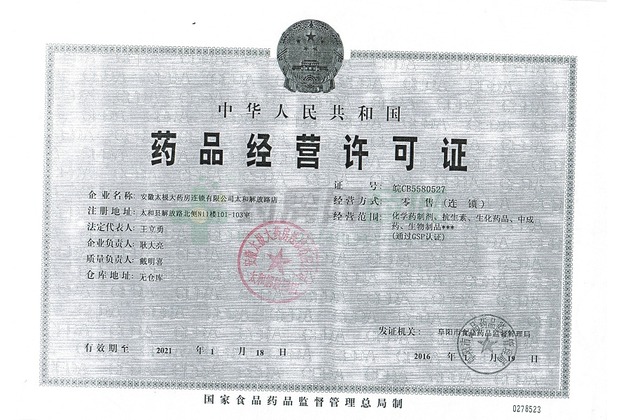 中华人民共和国
药品经营许可证
证 号: 皖CB5580527
企业名称: 安徽太极大药房连锁有限公司太和解放路店
经营方式: 零 售 (连 锁)
注册地址: 太和县解放路北侧N11楼101-103室
经营范围: 化学药制剂、抗生素、生化药品、中成
药、生物制品***
(通过GSP认证)
法定代表人: 王立勇
企业负责人: 耿大亮
质量负责人: 戴明喜
仓库地址: 无仓库
发证机关: 阜阳市食品药品监督管理局
有效期至 2021 年 1 月 18 日
2016 年 1 月 19 日
国家食品药品监督管理总局制
0278523